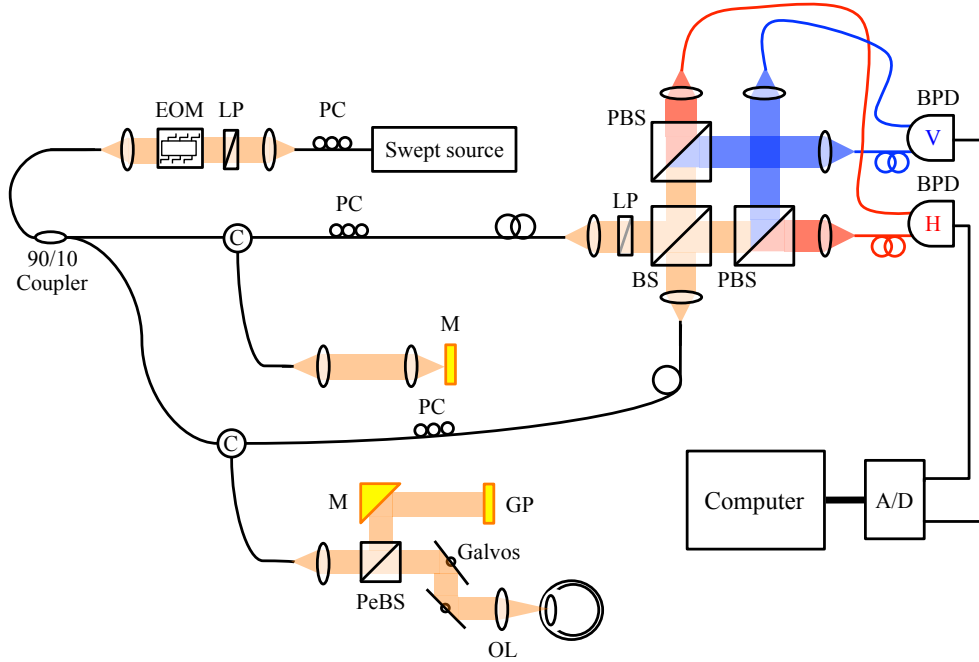 EOM
LP
PC
Swept source
PBS
BPD
V
BPD
H
PC
LP
C
90/10
Coupler
BS
PBS
M
PC
C
M
GP
Galvos
PeBS
OL
Computer
A/D